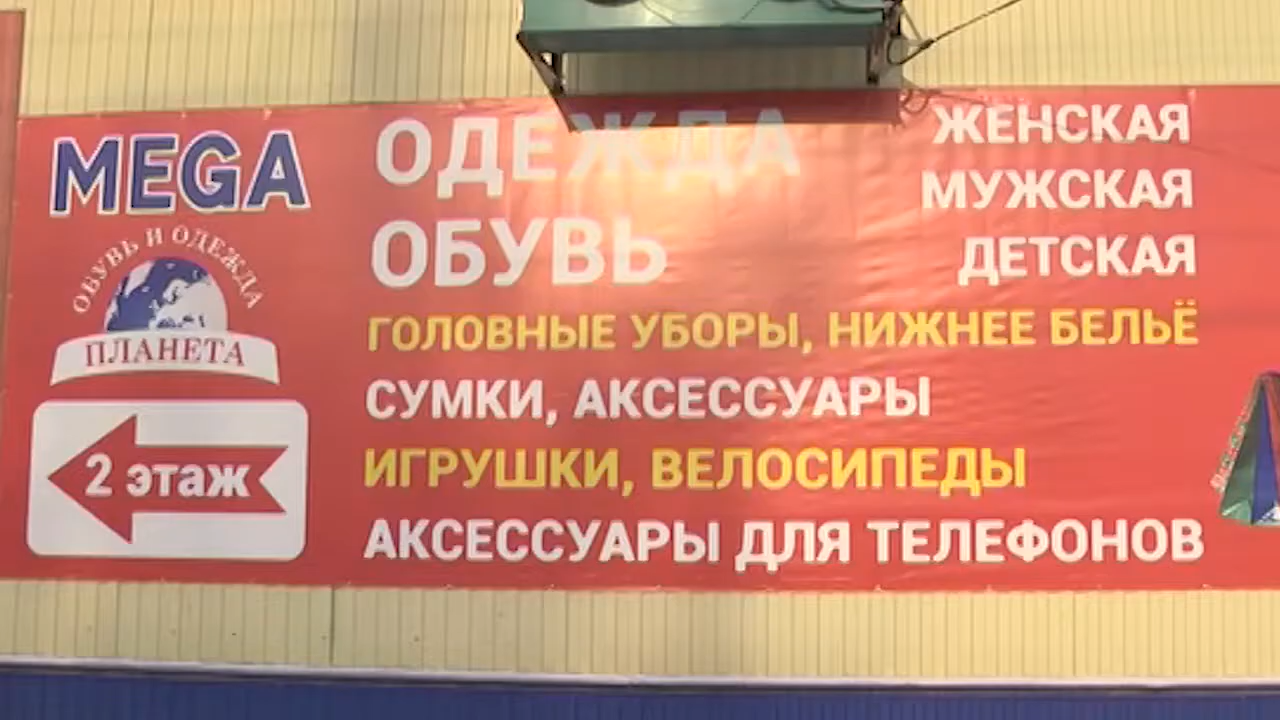 MEGA
ОБУВЬ И ОДЕЖДА
ПЛАНЕТА
2 этаж
ОДЕЖДА
ОБУВЬ
ЖЕНСКАЯ
МУЖСКАЯ
ДЕТСКАЯ
ГОЛОВНЫЕ УБОРЫ, НИЖНЕЕ БЕЛЬЁ
СУМКИ, АКСЕССУАРЫ
ИГРУШКИ, ВЕЛОСИПЕДЫ
АКСЕССУАРЫ ДЛЯ ТЕЛЕФОНОВ